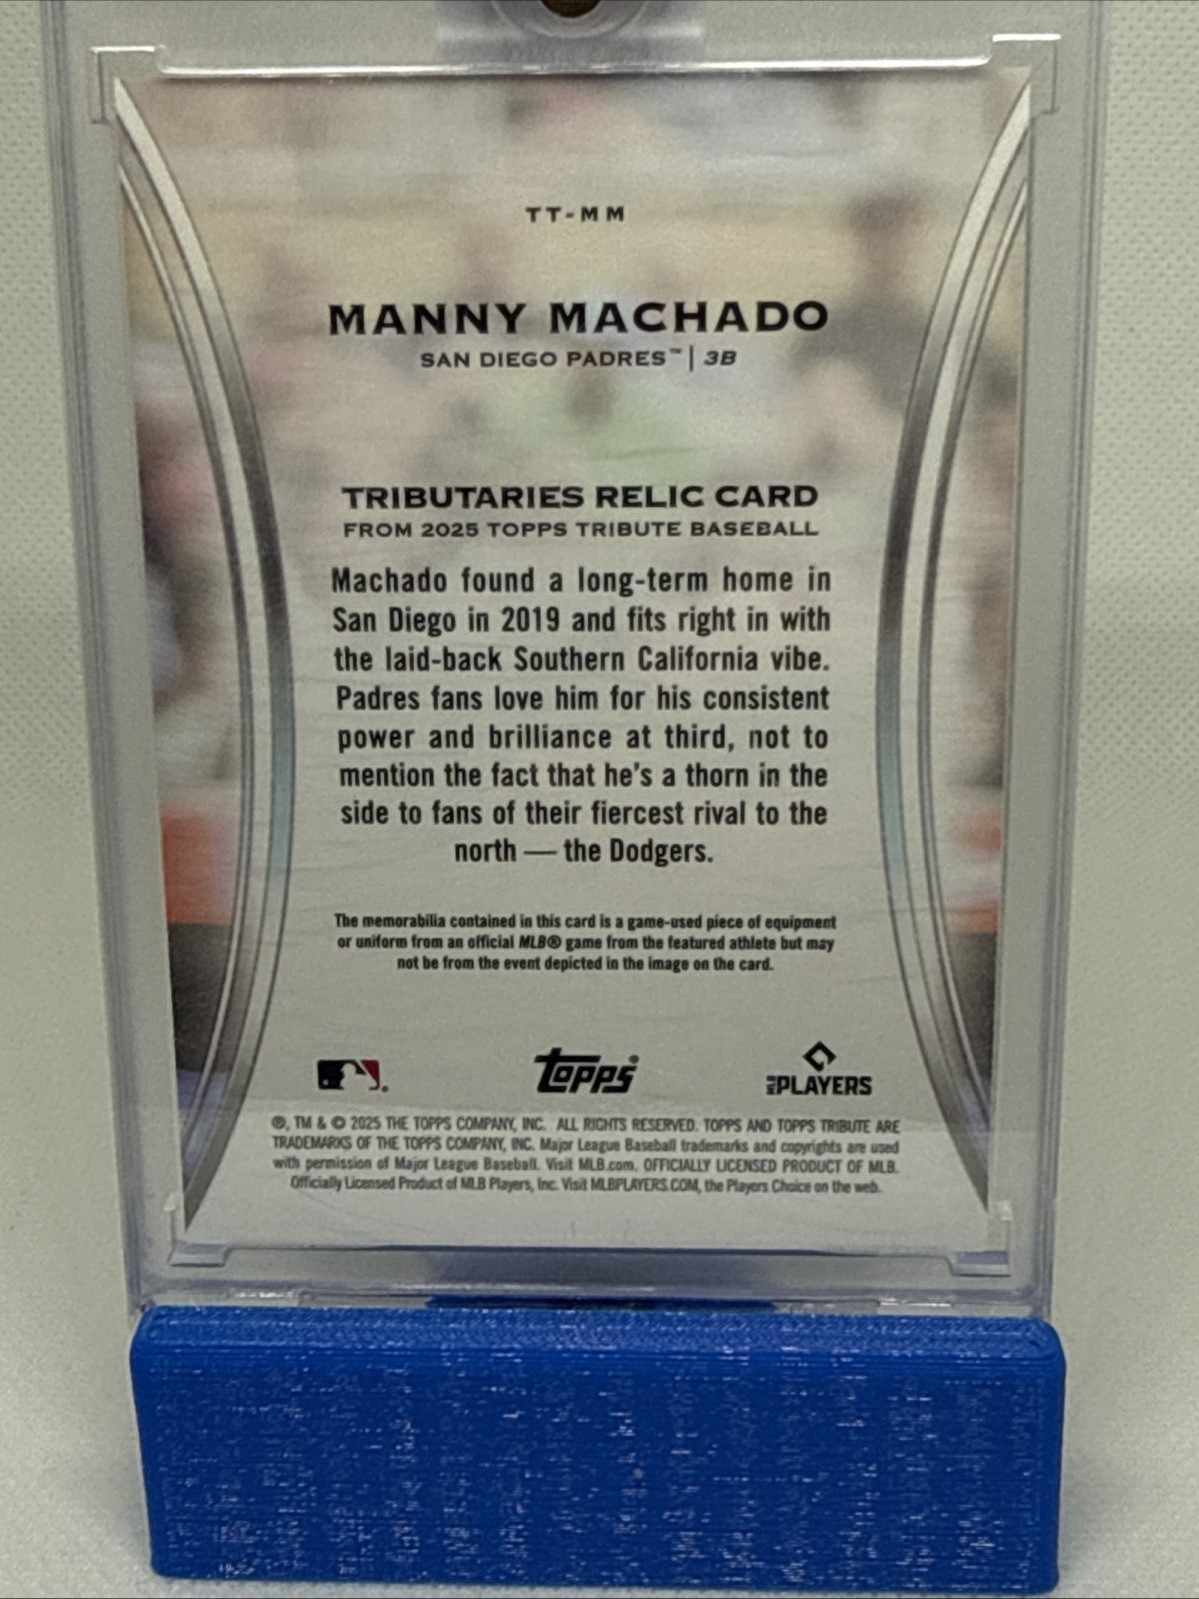 TT-MM
MANNY MACHADO
SAN DIEGO PADRES™ | 3B
TRIBUTARIES RELIC CARD
FROM 2025 TOPPS TRIBUTE BASEBALL
Machado found a long-term home in
San Diego in 2019 and fits right in with
the laid-back Southern California vibe.
Padres fans love him for his consistent
power and brilliance at third, not to
mention the fact that he's a thorn in the
side to fans of their fiercest rival to the
north — the Dodgers.
The memorabilia contained in this card is a game-used piece of equipment
or uniform from an official MLB® game from the featured athlete but may
not be from the event depicted in the image on the card.
® topps® MLB PLAYERS
®, TM & © 2025 THE TOPPS COMPANY, INC. ALL RIGHTS RESERVED. TOPPS AND TOPPS TRIBUTE ARE
TRADEMARKS OF THE TOPPS COMPANY, INC. Major League Baseball trademarks and copyrights are used
with permission of Major League Baseball. Visit MLB.com. OFFICIALLY LICENSED PRODUCT OF MLB.
Officially Licensed Product of MLB Players, Inc. Visit MLBPLAYERS.COM, the Players Choice on the web.